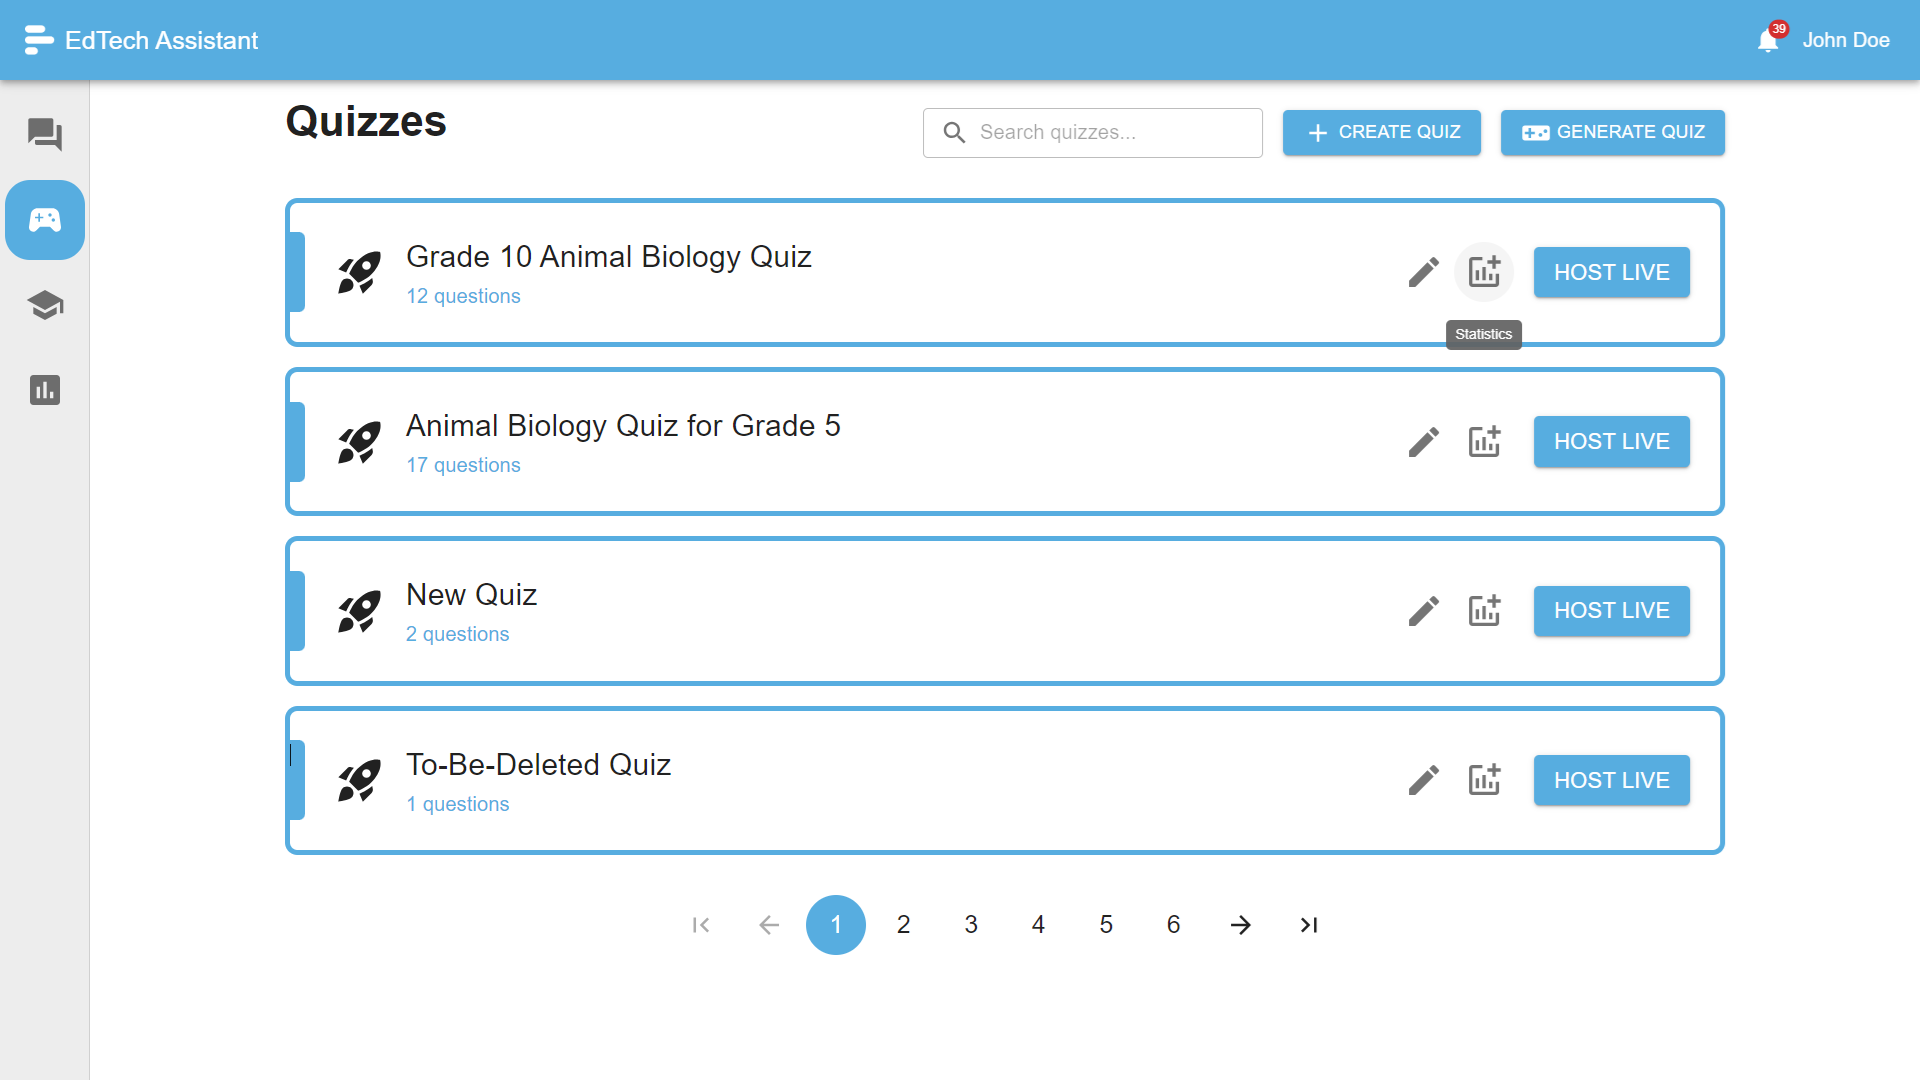 EdTech Assistant
39
John Doe
Quizzes
Search quizzes...
CREATE QUIZ
GENERATE QUIZ
Grade 10 Animal Biology Quiz
12 questions
HOST LIVE
Statistics
Animal Biology Quiz for Grade 5
17 questions
HOST LIVE
New Quiz
2 questions
HOST LIVE
To-Be-Deleted Quiz
1 questions
HOST LIVE
1 2 3 4 5 6